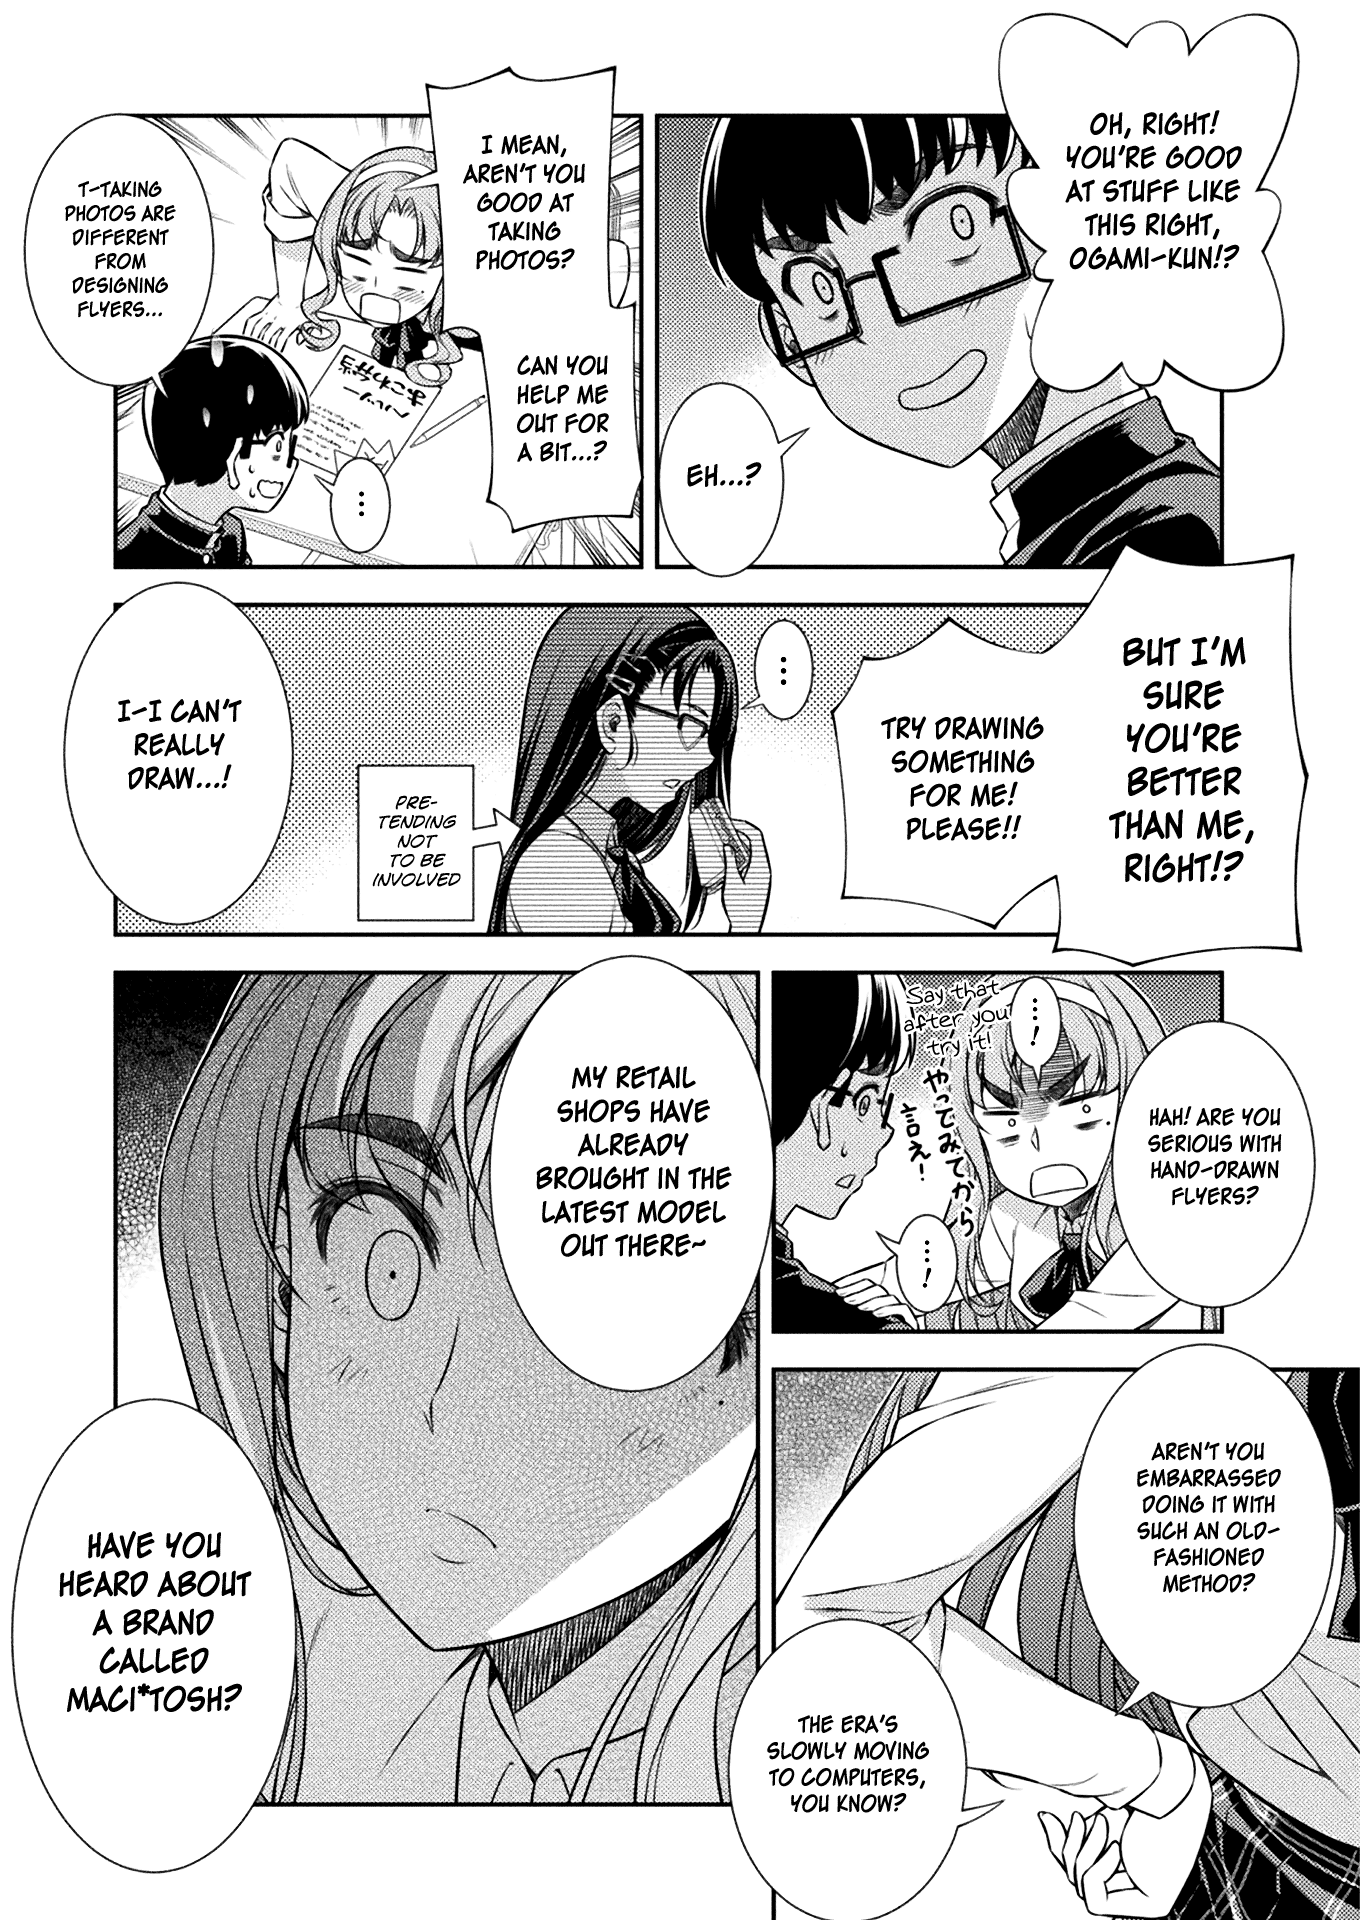 OH, RIGHT!
YOU'RE GOOD
AT STUFF LIKE
THIS RIGHT,
OGAMI-KUN!?
EH...?
I MEAN,
AREN'T YOU
GOOD AT
TAKING
PHOTOS?
CAN YOU
HELP ME
OUT FOR
A BIT...?
T-TAKING
PHOTOS ARE
DIFFERENT
FROM
DESIGNING
FLYERS...
...
BUT I'M
SURE
YOU'RE
BETTER
THAN ME,
RIGHT!?
TRY DRAWING
SOMETHING
FOR ME!
PLEASE!!
...
PRE-
TENDING
NOT
TO BE
INVOLVED
I-I CAN'T
REALLY
DRAW...!
...!
Say that
after you
try it!
やってみてから
言え!
...!
HAH! ARE YOU
SERIOUS WITH
HAND-DRAWN
FLYERS?
AREN'T YOU
EMBARRASSED
DOING IT WITH
SUCH AN OLD-
FASHIONED
METHOD?
THE ERA'S
SLOWLY MOVING
TO COMPUTERS,
YOU KNOW?
MY RETAIL
SHOPS HAVE
ALREADY
BROUGHT IN THE
LATEST MODEL
OUT THERE~
HAVE YOU
HEARD ABOUT
A BRAND
CALLED
MACI*TOSH?